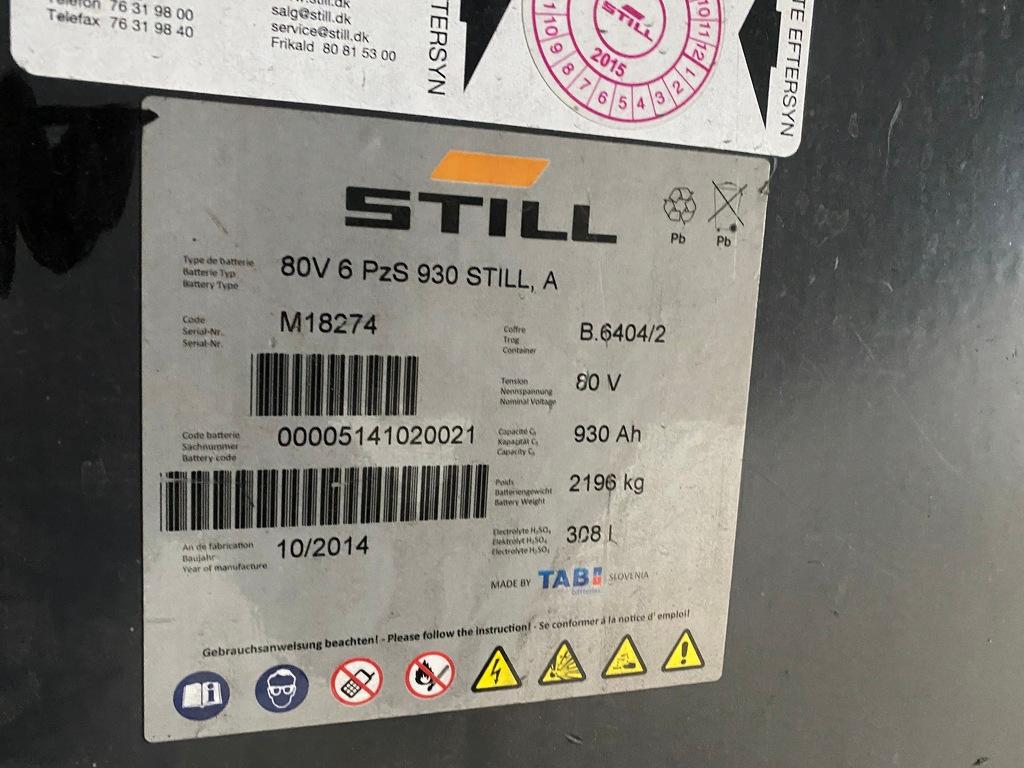 Telefon 76 31 98 00
Telefax 76 31 98 40
salg@still.dk
service@still.dk
Frikald 80 81 53 00
EFTERSYN
STILL
2015
1 10 9 8 7 6 5 4 3 2 1 12 11 10
TE EFTERSYN
STILL
Pb
Pb
Type de batterie
Batterie Typ
Battery Type
80V 6 PzS 930 STILL, A
Code
Serial-Nr.
Serial-Nr.
M18274
Coffre
Trog
Container
B.6404/2
Tension
Nennspannung
Nominal Voltage
80 V
Code batterie
Sachnummer
Battery code
00005141020021
Capacité C₅
Kapazität C₅
Capacity C₅
930 Ah
Poids
Batteriengewicht
Battery Weight
2196 kg
An de fabrication
Baujahr
Year of manufacture
10/2014
Electrolyte H₂SO₄
Elektrolyt H₂SO₄
Electrolyte H₂SO₄
308 L
MADE BY TAB batteries SLOVENIA
Gebrauchsanweisung beachten! - Please follow the instruction! - Se conformer à la notice d' emploi!